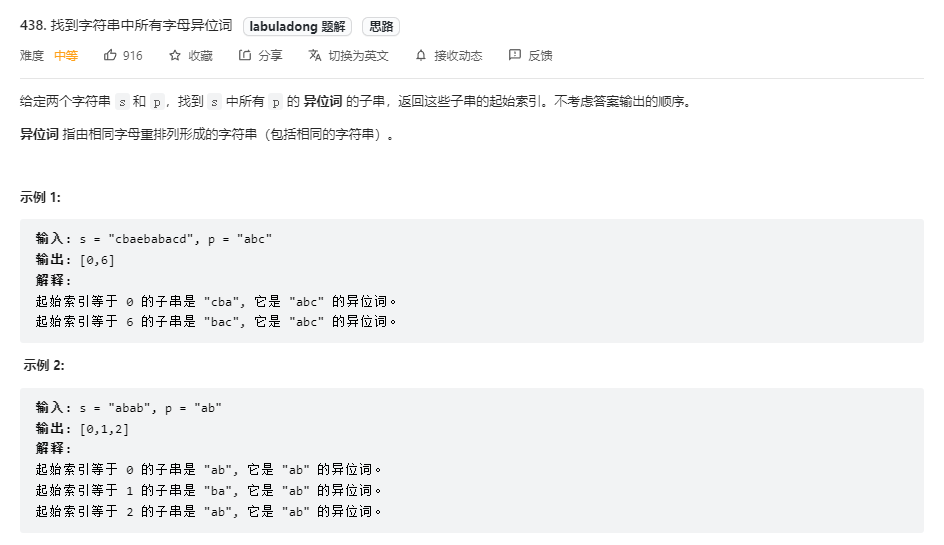 438. 找到字符串中所有字母异位词 labuladong 题解 思路
难度 中等 916 收藏 分享 切换为英文 接收动态 反馈
给定两个字符串 s 和 p，找到 s 中所有 p 的 异位词 的子串，返回这些子串的起始索引。不考虑答案输出的顺序。
异位词 指由相同字母重排列形成的字符串（包括相同的字符串）。
示例 1:
输入: s = "cbaebabacd", p = "abc"
输出: [0,6]
解释:
起始索引等于 0 的子串是 "cba", 它是 "abc" 的异位词。
起始索引等于 6 的子串是 "bac", 它是 "abc" 的异位词。
示例 2:
输入: s = "abab", p = "ab"
输出: [0,1,2]
解释:
起始索引等于 0 的子串是 "ab", 它是 "ab" 的异位词。
起始索引等于 1 的子串是 "ba", 它是 "ab" 的异位词。
起始索引等于 2 的子串是 "ab", 它是 "ab" 的异位词。